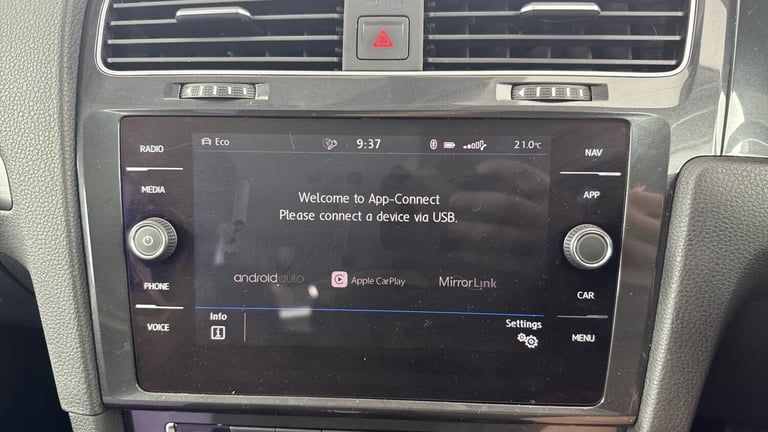 RADIO
MEDIA
PHONE
VOICE
Eco
9:37
21.0°C
Welcome to App-Connect
Please connect a device via USB.
androidauto
Apple CarPlay
MirrorLink
Info
Settings
NAV
APP
CAR
MENU